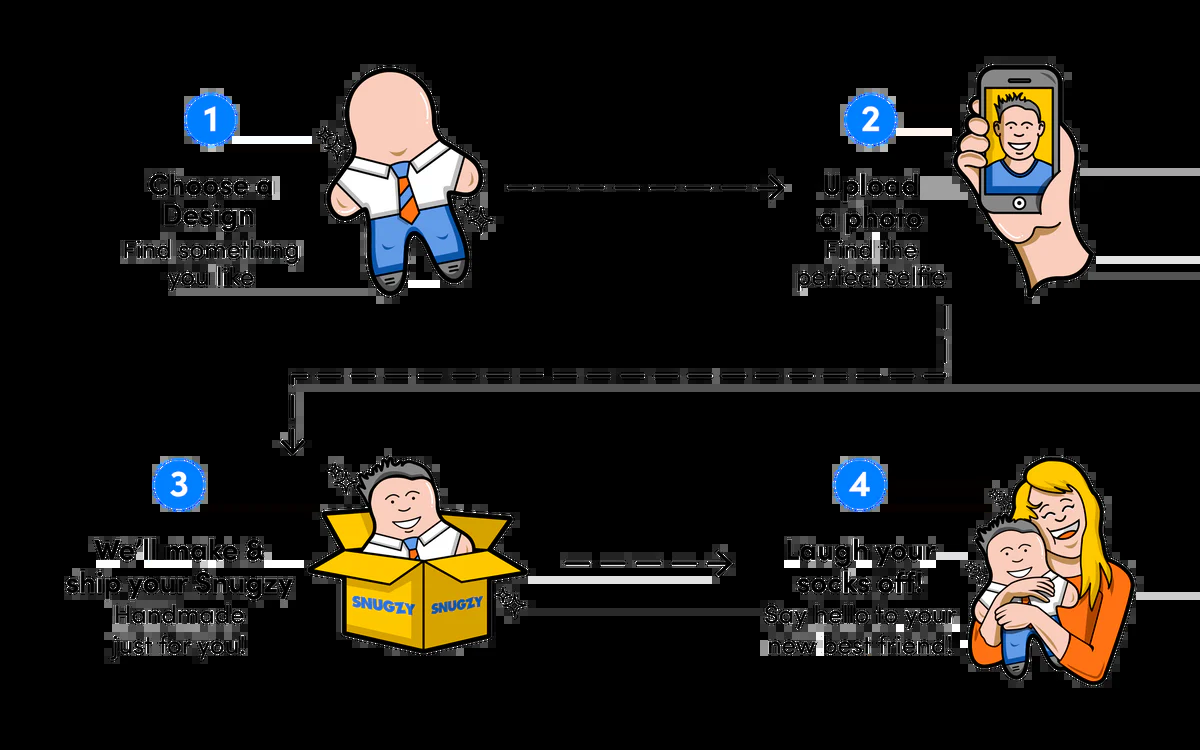 1
Choose a
Design
Find something
you like
2
Upload
a photo
Find the
perfect selfie
3
We'll make &
ship your Snugzy
Handmade
just for you!
SNUGZY
SNUGZY
4
Laugh your
socks off!
Say hello to your
new best friend!